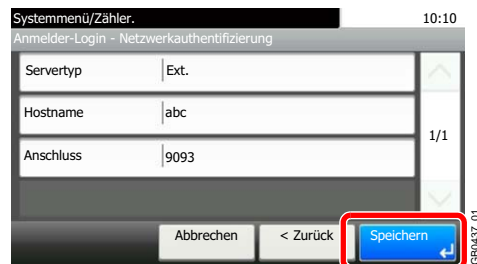 Systemmenü/Zähler.
10:10
Anmelder-Login - Netzwerkauthentifizierung
Servertyp Ext.
Hostname abc
Anschluss 9093
1/1
Abbrechen < Zurück Speichern
GB0437_01